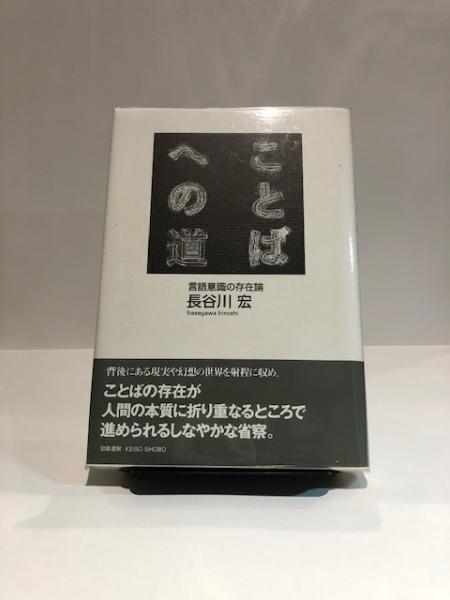 ことば
への道
言語意識の存在論
長谷川 宏
hasegawa hiroshi
背後にある現実や幻想の世界を射程に収め、
ことばの存在が
人間の本質に折り重なるところで
進められるしなやかな省察。
勁草書房 KEISO SHOBO